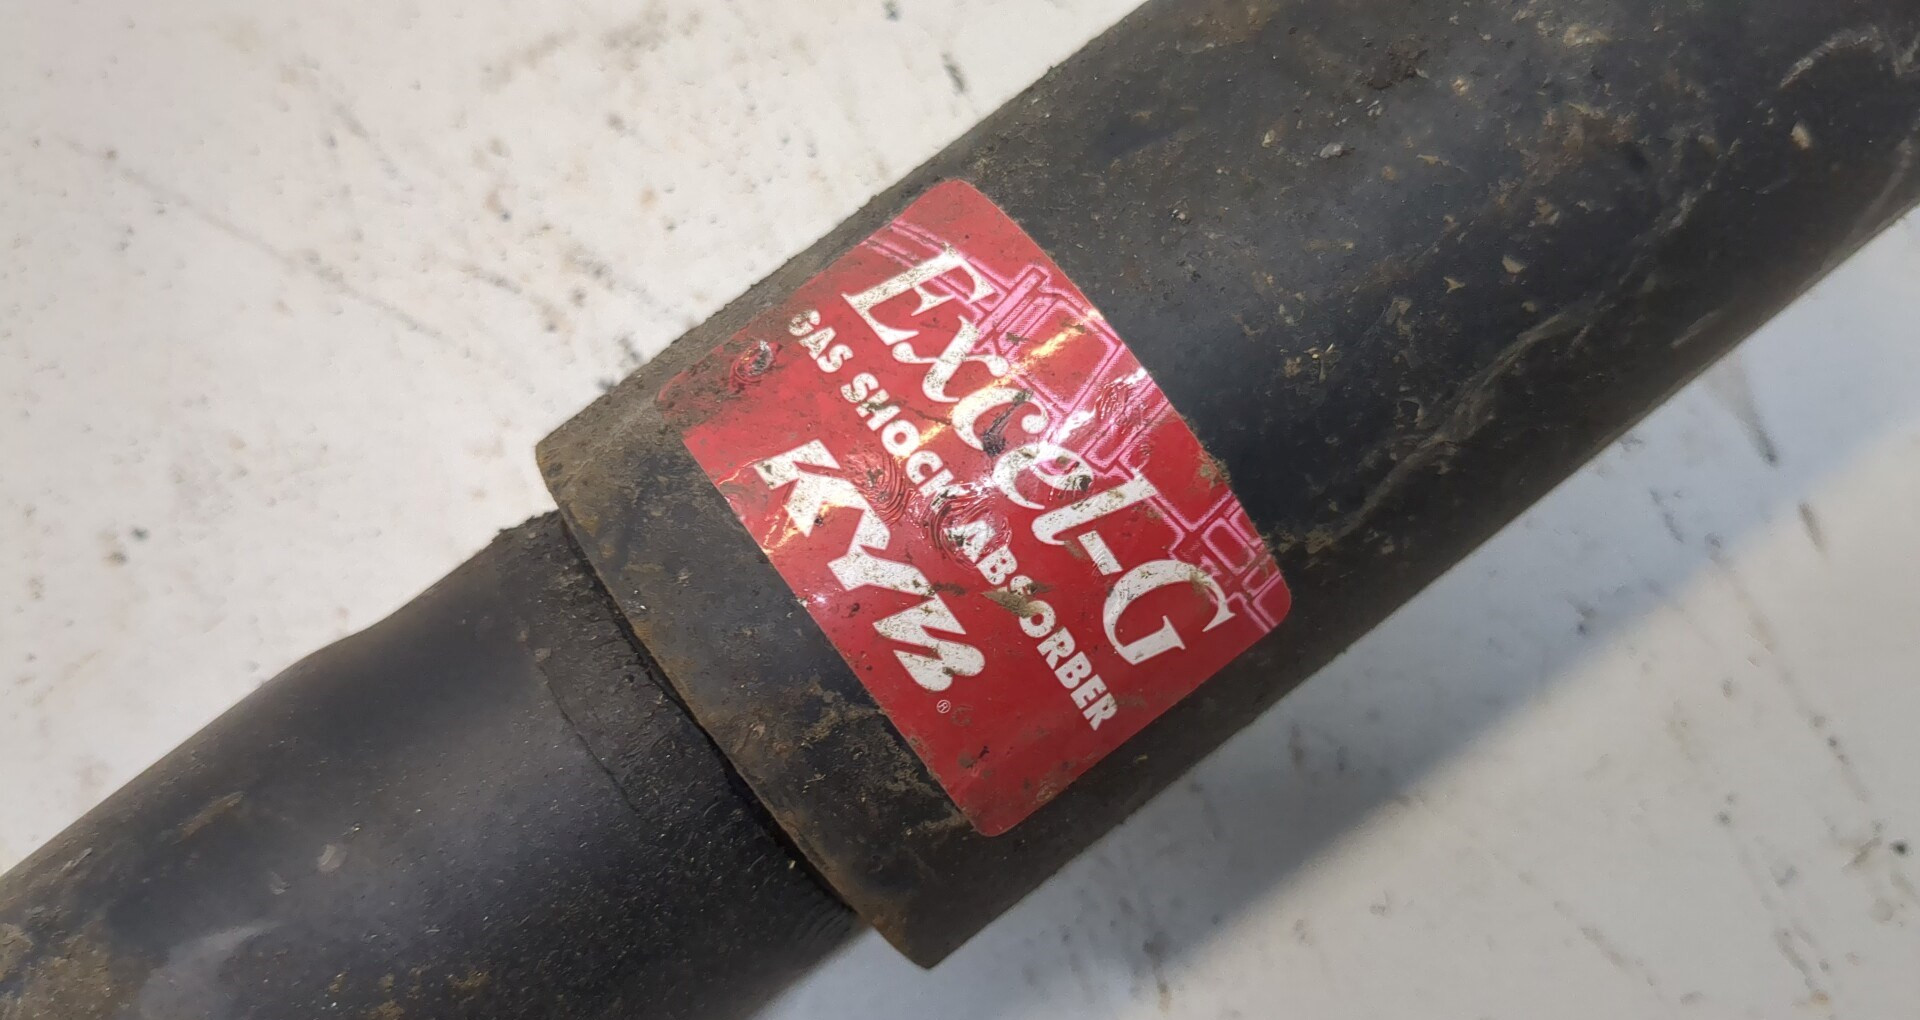 Excel-G
GAS SHOCK ABSORBER
KYB®